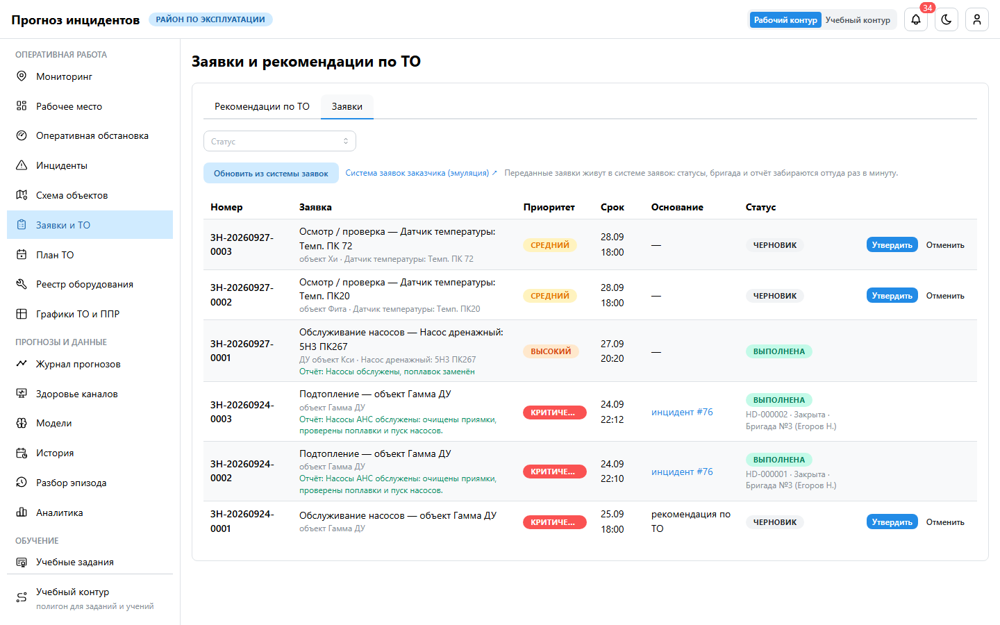 Прогноз инцидентов
РАЙОН ПО ЭКСПЛУАТАЦИИ
Рабочий контур
Учебный контур
34
ОПЕРАТИВНАЯ РАБОТА
Мониторинг
Рабочее место
Оперативная обстановка
Инциденты
Схема объектов
Заявки и ТО
План ТО
Реестр оборудования
Графики ТО и ППР
ПРОГНОЗЫ И ДАННЫЕ
Журнал прогнозов
Здоровье каналов
Модели
История
Разбор эпизода
Аналитика
ОБУЧЕНИЕ
Учебные задания
Учебный контур
полигон для заданий и учений
Заявки и рекомендации по ТО
Рекомендации по ТО
Заявки
Статус
Обновить из системы заявок
Система заявок заказчика (эмуляция) ↗
Переданные заявки живут в системе заявок: статусы, бригада и отчёт забираются оттуда раз в минуту.
Номер Заявка Приоритет Срок Основание Статус
ЗН-20260927-
0003
Осмотр / проверка — Датчик температуры:
Темп. ПК 72
объект Хи · Датчик температуры: Темп. ПК 72
СРЕДНИЙ
28.09
18:00
—
ЧЕРНОВИК
Утвердить
Отменить
ЗН-20260927-
0002
Осмотр / проверка — Датчик температуры:
Темп. ПК20
объект Фита · Датчик температуры: Темп. ПК20
СРЕДНИЙ
28.09
18:00
—
ЧЕРНОВИК
Утвердить
Отменить
ЗН-20260927-
0001
Обслуживание насосов — Насос дренажный:
5Н3 ПК267
ДУ объект Кси · Насос дренажный: 5Н3 ПК267
Отчёт: Насосы обслужены, поплавок заменён
ВЫСОКИЙ
27.09
20:20
—
ВЫПОЛНЕНА
ЗН-20260924-
0003
Подтопление — объект Гамма ДУ
объект Гамма ДУ
Отчёт: Насосы АНС обслужены: очищены приямки,
проверены поплавки и пуск насосов.
КРИТИЧЕ...
24.09
22:12
инцидент #76
ВЫПОЛНЕНА
HD-000002 · Закрыта ·
Бригада №3 (Егоров Н.)
ЗН-20260924-
0002
Подтопление — объект Гамма ДУ
объект Гамма ДУ
Отчёт: Насосы АНС обслужены: очищены приямки,
проверены поплавки и пуск насосов.
КРИТИЧЕ...
24.09
22:10
инцидент #76
ВЫПОЛНЕНА
HD-000001 · Закрыта ·
Бригада №3 (Егоров Н.)
ЗН-20260924-
0001
Обслуживание насосов — объект Гамма ДУ
объект Гамма ДУ
КРИТИЧЕ...
25.09
18:00
рекомендация по
ТО
ЧЕРНОВИК
Утвердить
Отменить